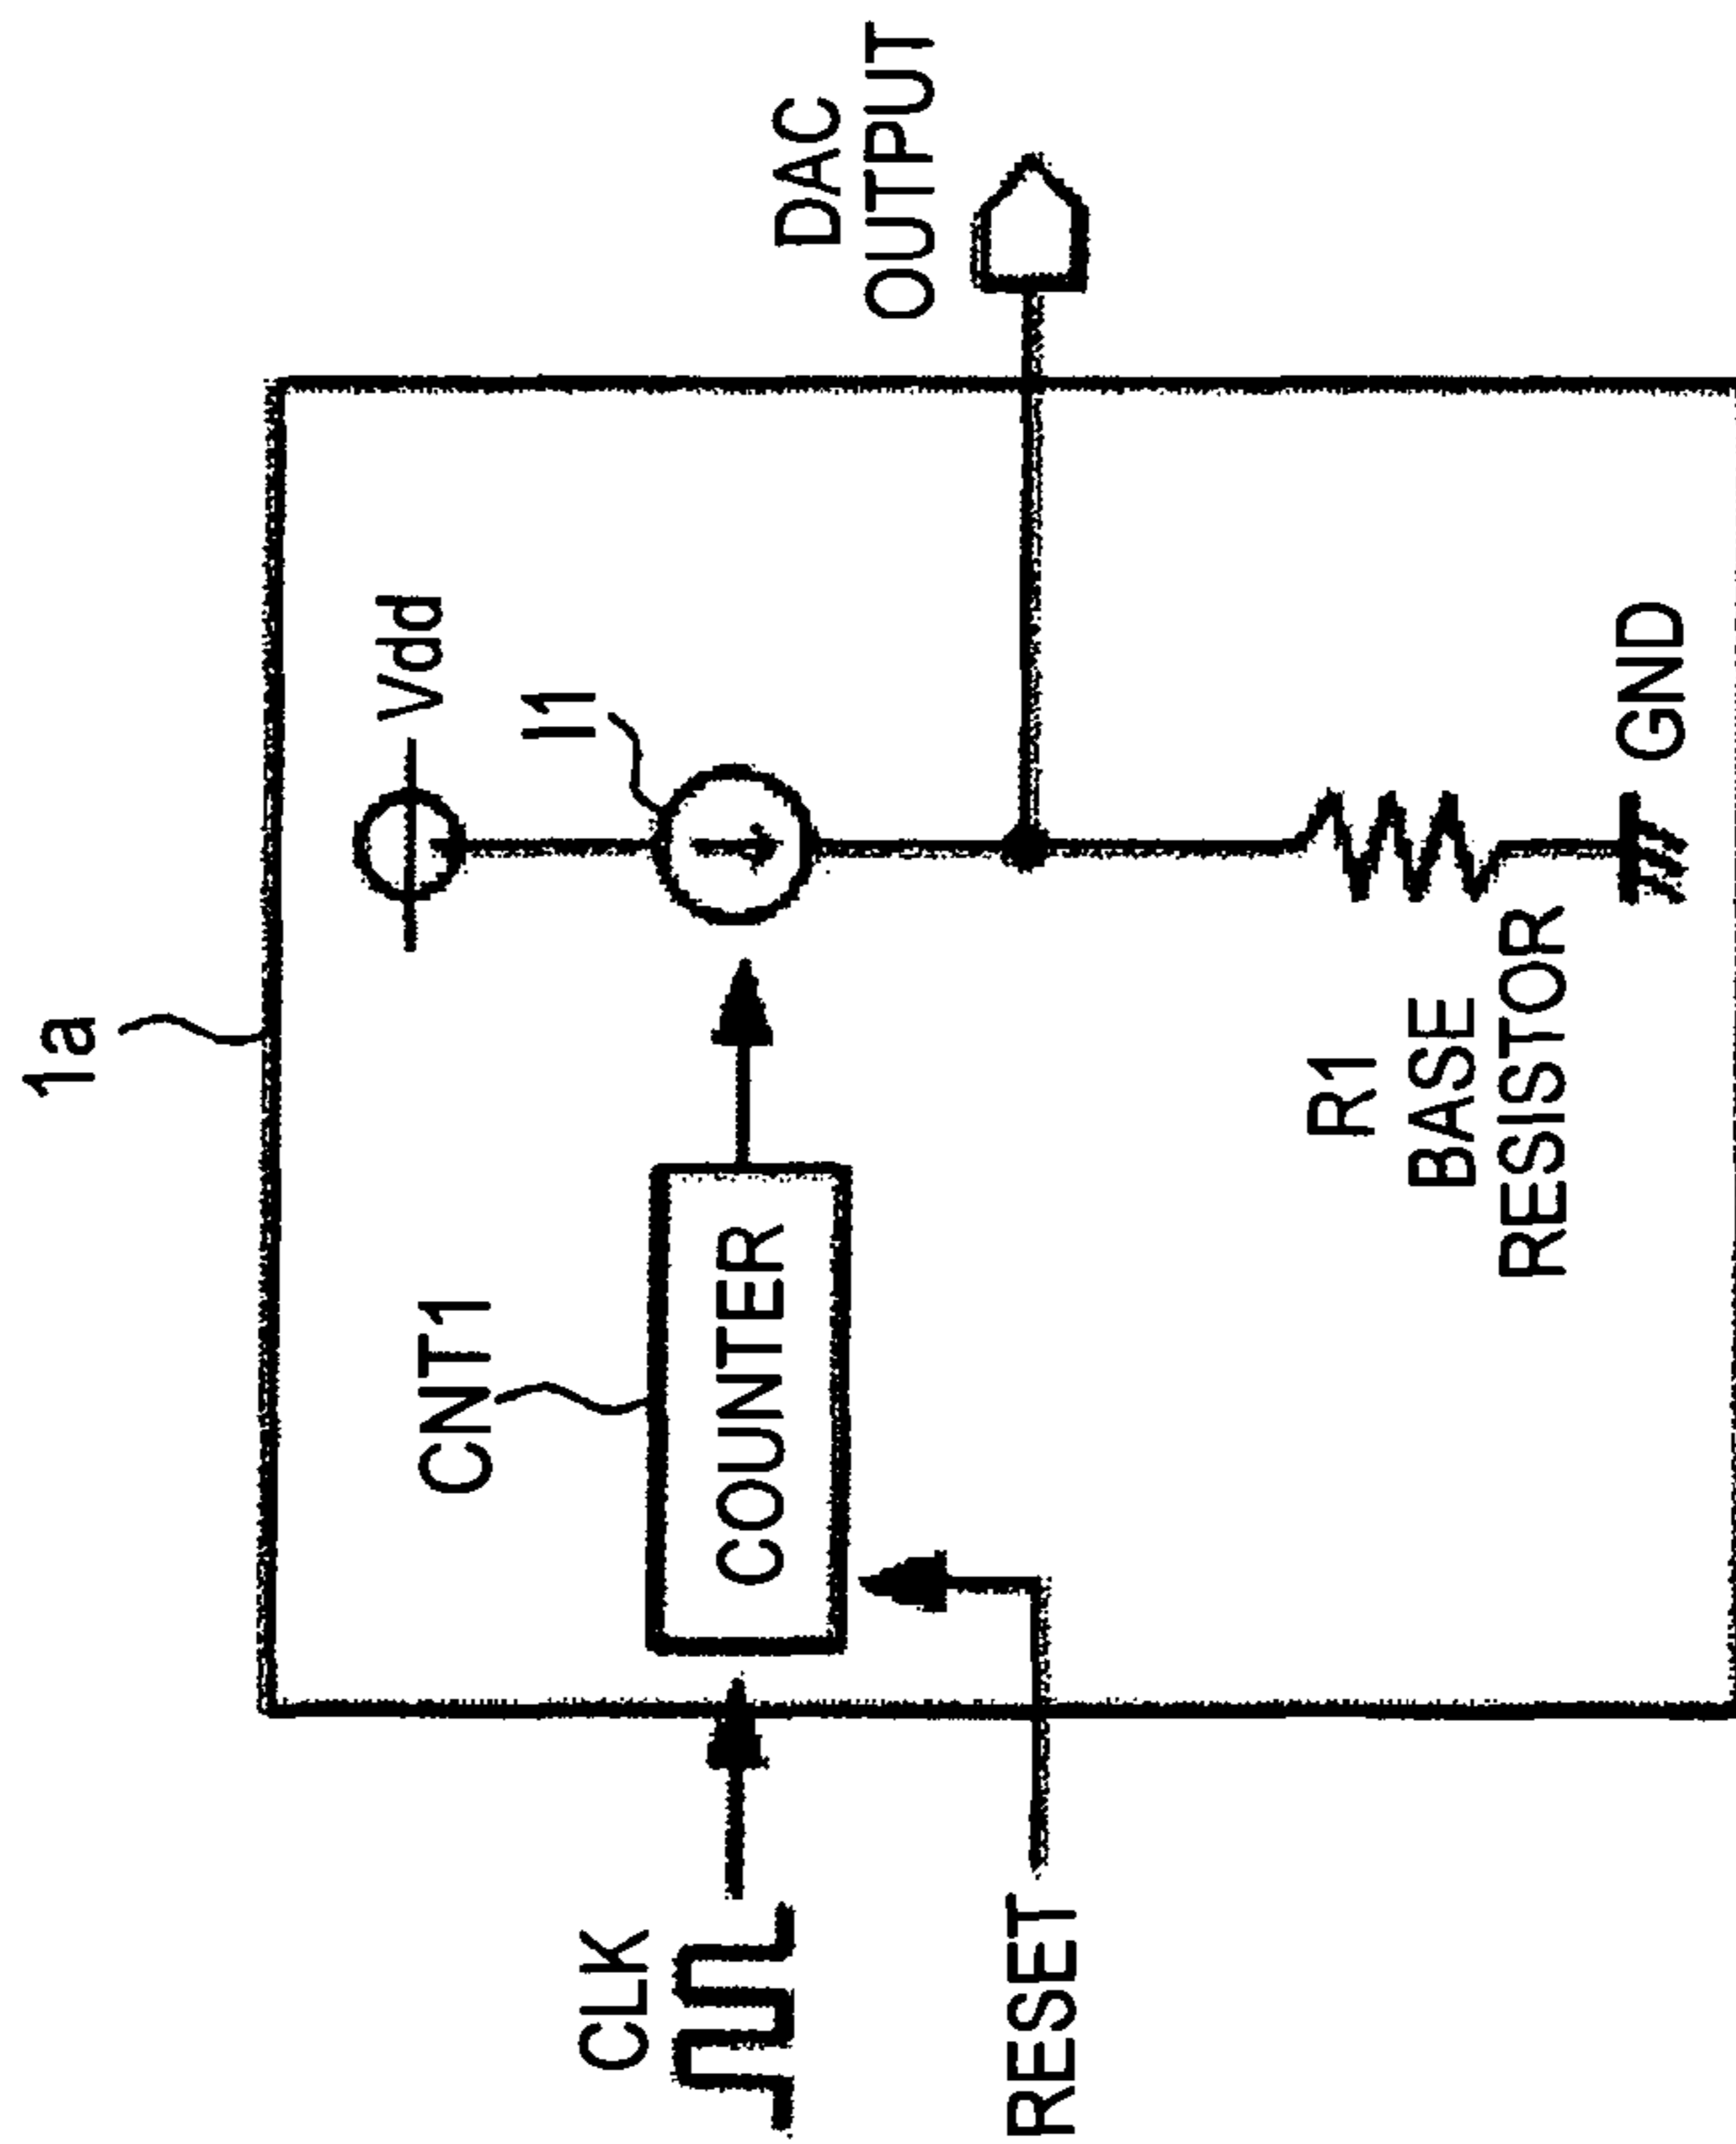 1a
Vdd
I1
CNT1
CLK
COUNTER
DAC
OUTPUT
RESET
R1
BASE
RESISTOR
GND